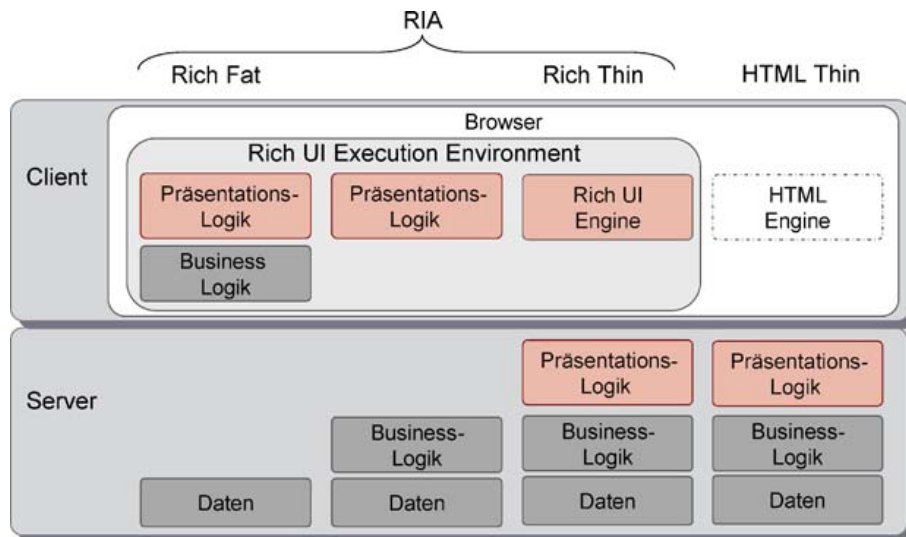 RIA
Rich Fat Rich Thin HTML Thin
Browser
Rich UI Execution Environment
Client
Präsentations-
Logik
Präsentations-
Logik
Rich UI
Engine
HTML
Engine
Business
Logik
Server
Präsentations-
Logik
Präsentations-
Logik
Business-
Logik
Business-
Logik
Business-
Logik
Daten
Daten
Daten
Daten